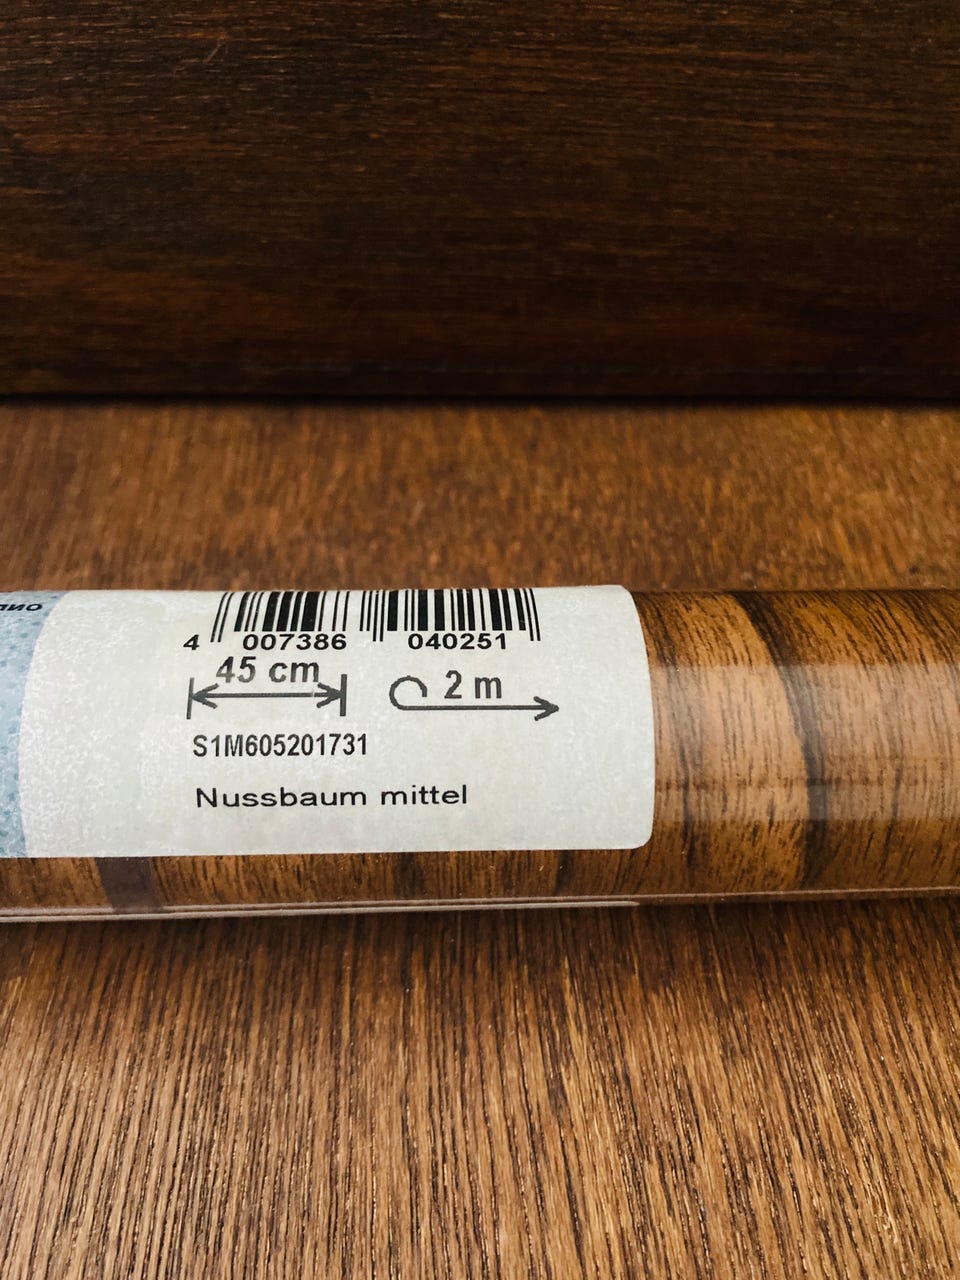 4 007386 040251
45 cm 2 m
S1M605201731
Nussbaum mittel